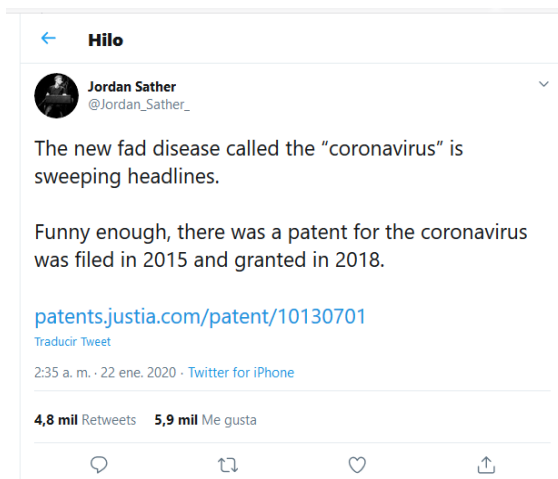 Hilo
Jordan Sather
@Jordan_Sather_
The new fad disease called the “coronavirus” is
sweeping headlines.
Funny enough, there was a patent for the coronavirus
was filed in 2015 and granted in 2018.
patents.justia.com/patent/10130701
Traducir Tweet
2:35 a. m. · 22 ene. 2020 · Twitter for iPhone
4,8 mil Retweets 5,9 mil Me gusta